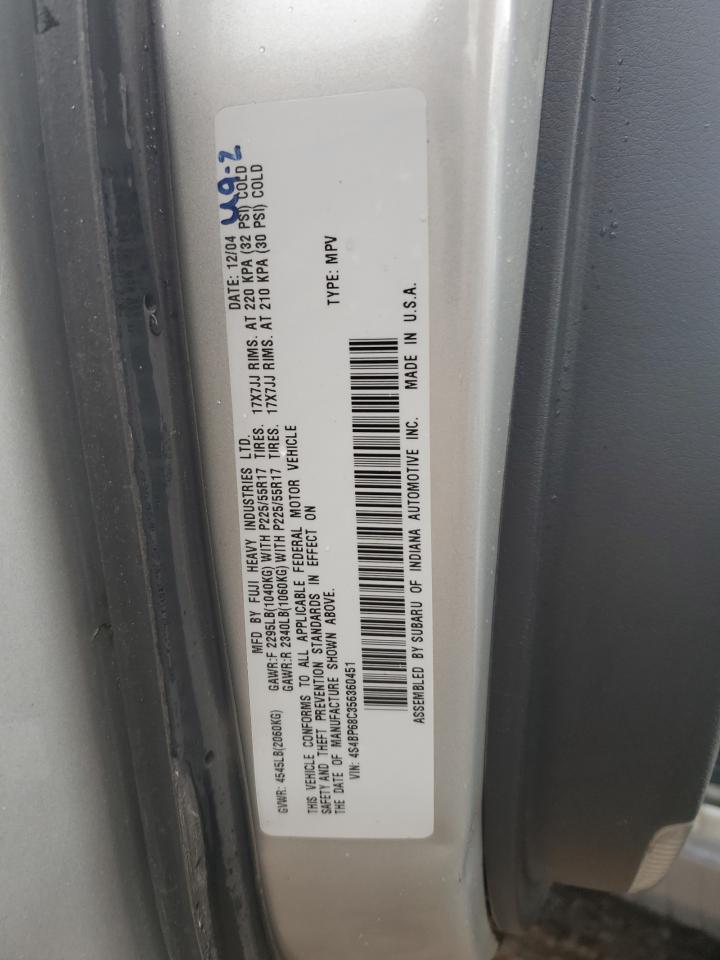 MFD BY FUJI HEAVY INDUSTRIES LTD. DATE: 12/04
GAWR:F 2295LB(1040KG)WITH P225/55R17 TIRES. 17X7JJ RIMS. AT 220 KPA (32 PSI) COLD
GVWR: 4545LB(2060KG) GAWR:R 2340LB(1060KG)WITH P225/55R17 TIRES. 17X7JJ RIMS. AT 210 KPA (30 PSI) COLD
THIS VEHICLE CONFORMS TO ALL APPLICABLE FEDERAL MOTOR VEHICLE
SAFETY AND THEFT PREVENTION STANDARDS IN EFFECT ON
THE DATE OF MANUFACTURE SHOWN ABOVE.
VIN: 4S4BP68C356360451 TYPE: MPV
ASSEMBLED BY SUBARU OF INDIANA AUTOMOTIVE INC. MADE IN U.S.A.